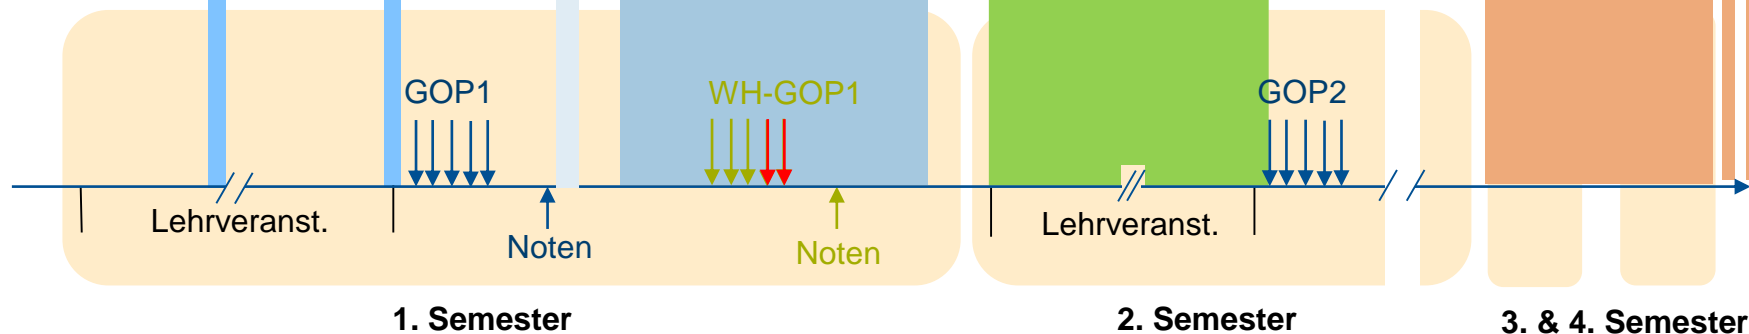 GOP1
WH-GOP1
GOP2
Lehrveranst.
Noten
Noten
Lehrveranst.
1. Semester
2. Semester
3. & 4. Semester